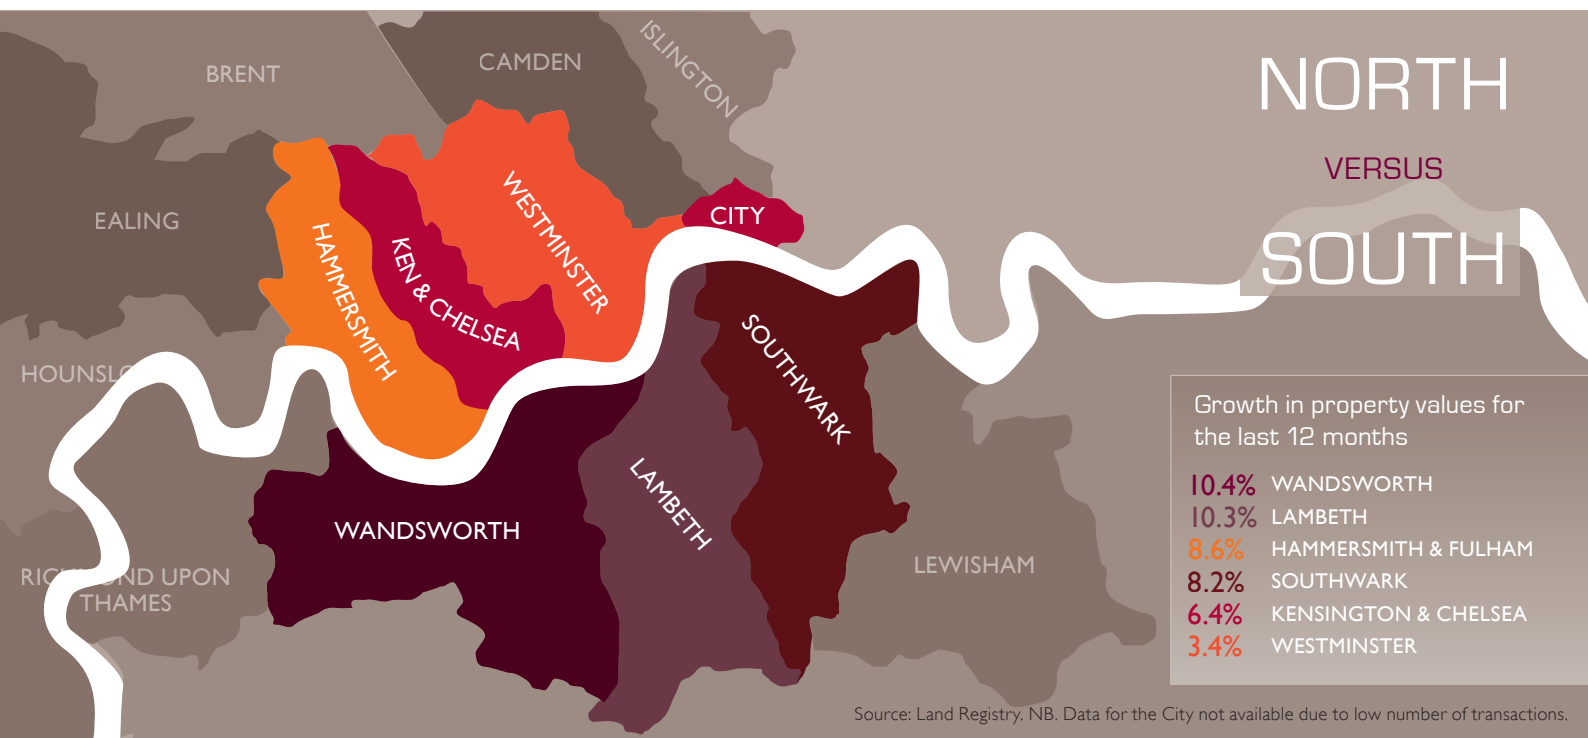 BRENT
CAMDEN
ISLINGTON
NORTH
VERSUS
SOUTH
EALING
HAMMERSMITH
KEN & CHELSEA
WESTMINSTER
CITY
HOUNSLO
SOUTHWARK
WANDSWORTH
LAMBETH
LEWISHAM
RICHMOND UPON
THAMES
Growth in property values for
the last 12 months
10.4% WANDSWORTH
10.3% LAMBETH
8.6% HAMMERSMITH & FULHAM
8.2% SOUTHWARK
6.4% KENSINGTON & CHELSEA
3.4% WESTMINSTER
Source: Land Registry. NB. Data for the City not available due to low number of transactions.